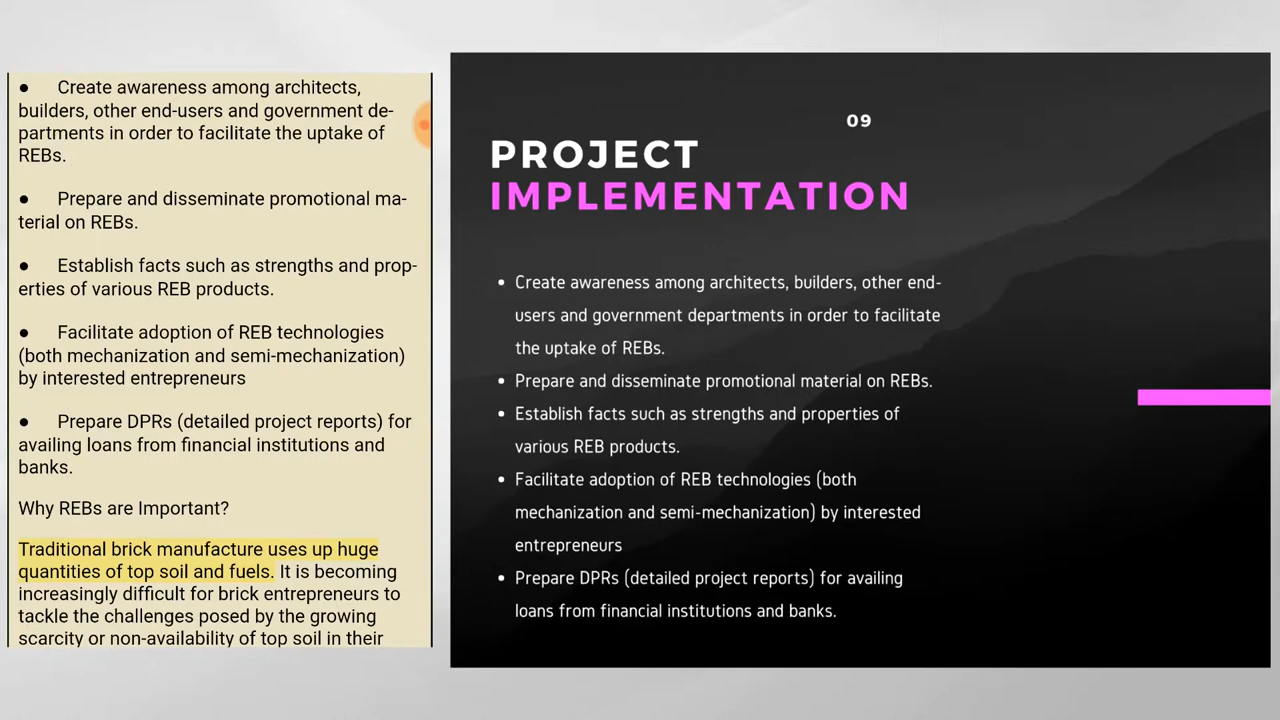 ● Create awareness among architects,
builders, other end-users and government de-
partments in order to facilitate the uptake of
REBs.
● Prepare and disseminate promotional ma-
terial on REBs.
● Establish facts such as strengths and prop-
erties of various REB products.
● Facilitate adoption of REB technologies
(both mechanization and semi-mechanization)
by interested entrepreneurs
● Prepare DPRs (detailed project reports) for
availing loans from financial institutions and
banks.
Why REBs are Important?
Traditional brick manufacture uses up huge
quantities of top soil and fuels. It is becoming
increasingly difficult for brick entrepreneurs to
tackle the challenges posed by the growing
scarcity or non-availability of top soil in their
09
PROJECT
IMPLEMENTATION
• Create awareness among architects, builders, other end-
users and government departments in order to facilitate
the uptake of REBs.
• Prepare and disseminate promotional material on REBs.
• Establish facts such as strengths and properties of
various REB products.
• Facilitate adoption of REB technologies (both
mechanization and semi-mechanization) by interested
entrepreneurs
• Prepare DPRs (detailed project reports) for availing
loans from financial institutions and banks.